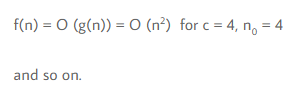 f(n) = O (g(n)) = O (n²) for c = 4, n₀ = 4
and so on.